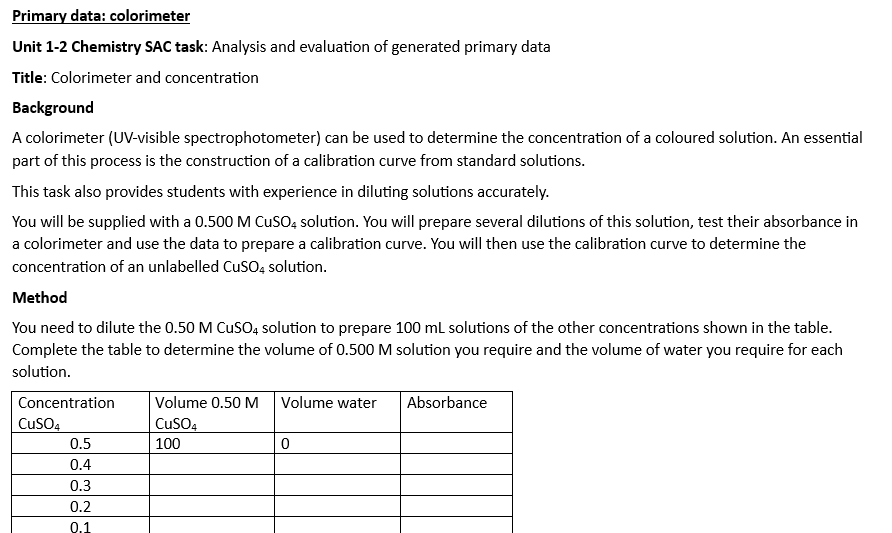 Primary data: colorimeter
Unit 1-2 Chemistry SAC task: Analysis and evaluation of generated primary data
Title: Colorimeter and concentration
Background
A colorimeter (UV-visible spectrophotometer) can be used to determine the concentration of a coloured solution. An essential
part of this process is the construction of a calibration curve from standard solutions.
This task also provides students with experience in diluting solutions accurately.
You will be supplied with a 0.500 M CuSO₄ solution. You will prepare several dilutions of this solution, test their absorbance in
a colorimeter and use the data to prepare a calibration curve. You will then use the calibration curve to determine the
concentration of an unlabelled CuSO₄ solution.
Method
You need to dilute the 0.50 M CuSO₄ solution to prepare 100 mL solutions of the other concentrations shown in the table.
Complete the table to determine the volume of 0.500 M solution you require and the volume of water you require for each
solution.
Concentration CuSO₄ Volume 0.50 M CuSO₄ Volume water Absorbance
0.5 100 0
0.4
0.3
0.2
0.1